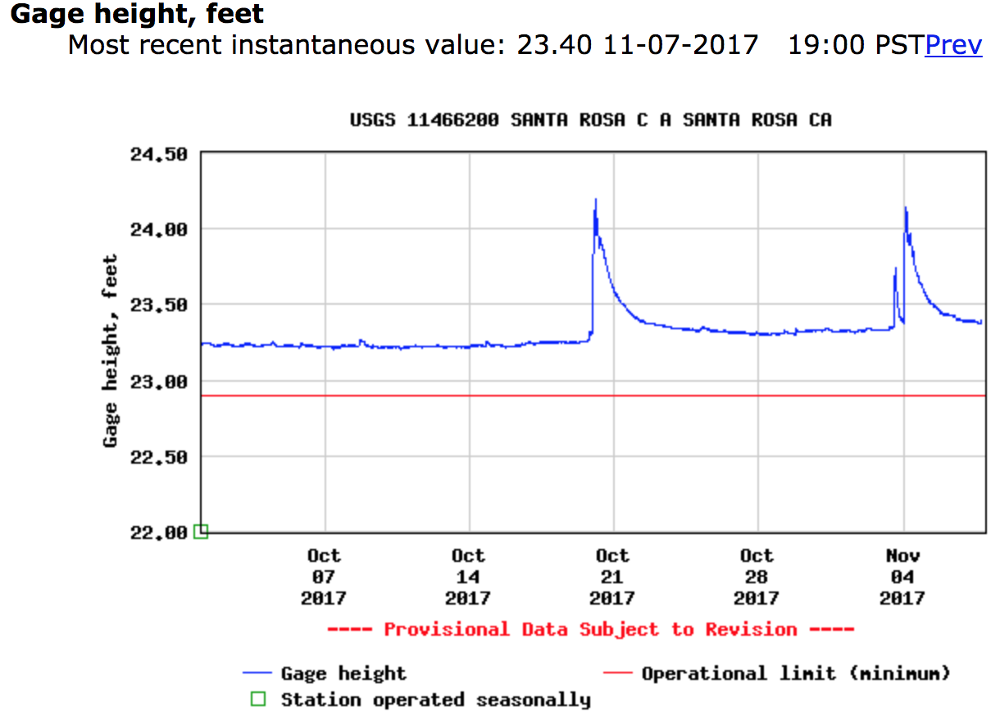 Gage height, feet
Most recent instantaneous value: 23.40 11-07-2017 19:00 PSTPrev
USGS 11466200 SANTA ROSA C A SANTA ROSA CA
24.50
24.00
23.50
23.00
22.50
22.00
Gage height, feet
Oct Oct Oct Oct Nov
07 14 21 28 04
2017 2017 2017 2017 2017
---- Provisional Data Subject to Revision ----
Gage height Operational limit (minimum)
Station operated seasonally